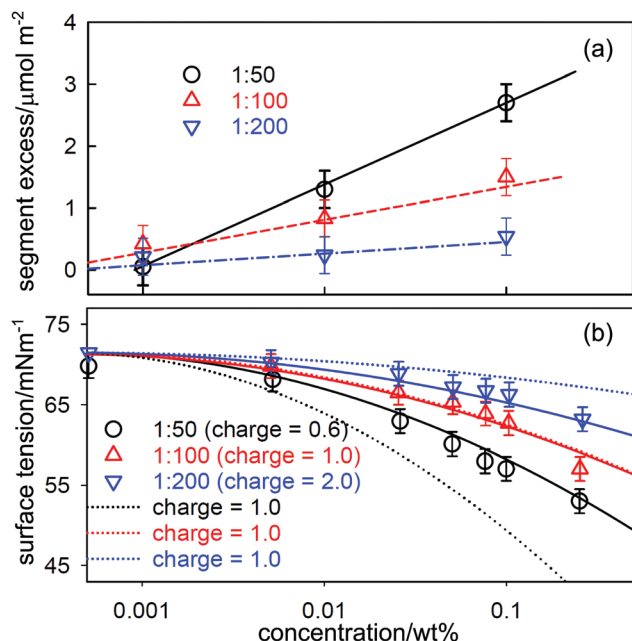 (a)
segment excess/μmol m⁻²
1:50
1:100
1:200
3
2
1
0
(b)
surface tension/mNm⁻¹
75
65
55
45
1:50 (charge = 0.6)
1:100 (charge = 1.0)
1:200 (charge = 2.0)
charge = 1.0
charge = 1.0
charge = 1.0
0.001
0.01
0.1
concentration/wt%